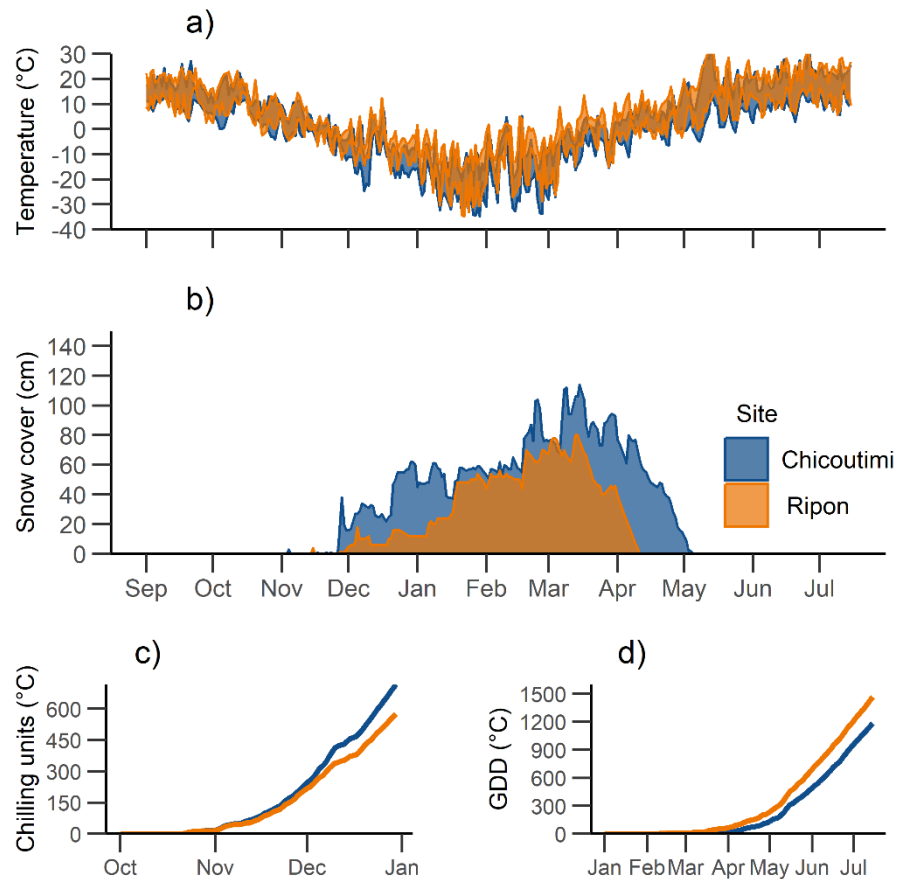 a)
Temperature (°C)
30
20
10
0
-10
-20
-30
-40
b)
Snow cover (cm)
140
120
100
80
60
40
20
0
Sep Oct Nov Dec Jan Feb Mar Apr May Jun Jul
Site
Chicoutimi
Ripon
c)
Chilling units (°C)
600
450
300
150
0
Oct Nov Dec Jan
d)
GDD (°C)
1500
1200
900
600
300
0
Jan Feb Mar Apr May Jun Jul